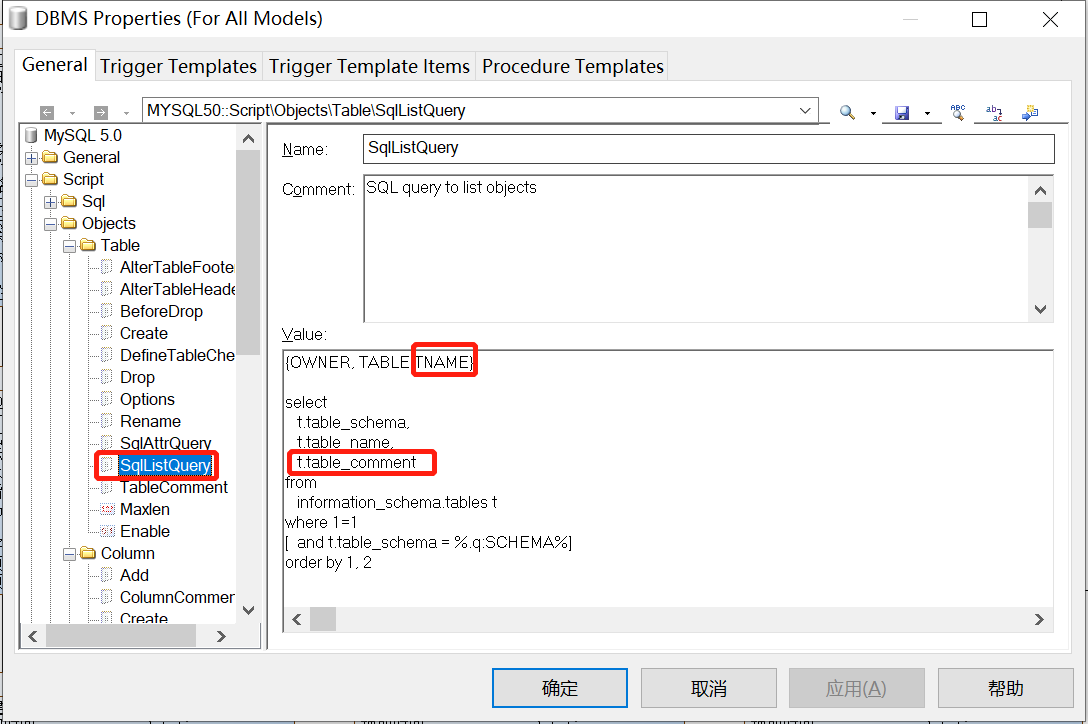 DBMS Properties (For All Models)
General
Trigger Templates
Trigger Template Items
Procedure Templates
MYSQL50::Script\Objects\Table\SqlListQuery
ABC
ab
ac
MySQL 5.0
General
Script
Sql
Objects
Table
AlterTableFoote
AlterTableHeade
BeforeDrop
Create
DefineTableChe
Drop
Options
Rename
SqlAttrQuery
SqlListQuery
TableComment
Maxlen
Enable
Column
Add
ColumnCommer
Create
Name:
SqlListQuery
Comment:
SQL query to list objects
Value:
{OWNER, TABLE TNAME}
select
t.table_schema,
t.table_name,
t.table_comment
from
information_schema.tables t
where 1=1
[ and t.table_schema = %.q:SCHEMA%]
order by 1, 2
确定
取消
应用(A)
帮助